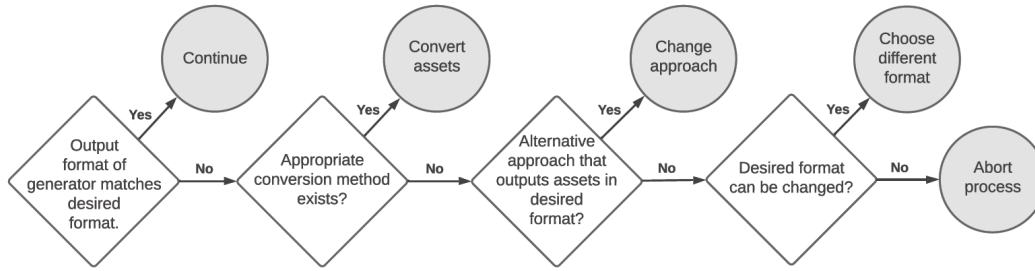 Continue
Convert
assets
Change
approach
Choose
different
format
Yes
Yes
Yes
Yes
Output
format of
generator matches
desired
format.
No
Appropriate
conversion method
exists?
No
Alternative
approach that
outputs assets in
desired
format?
No
Desired format
can be changed?
No
Abort
process